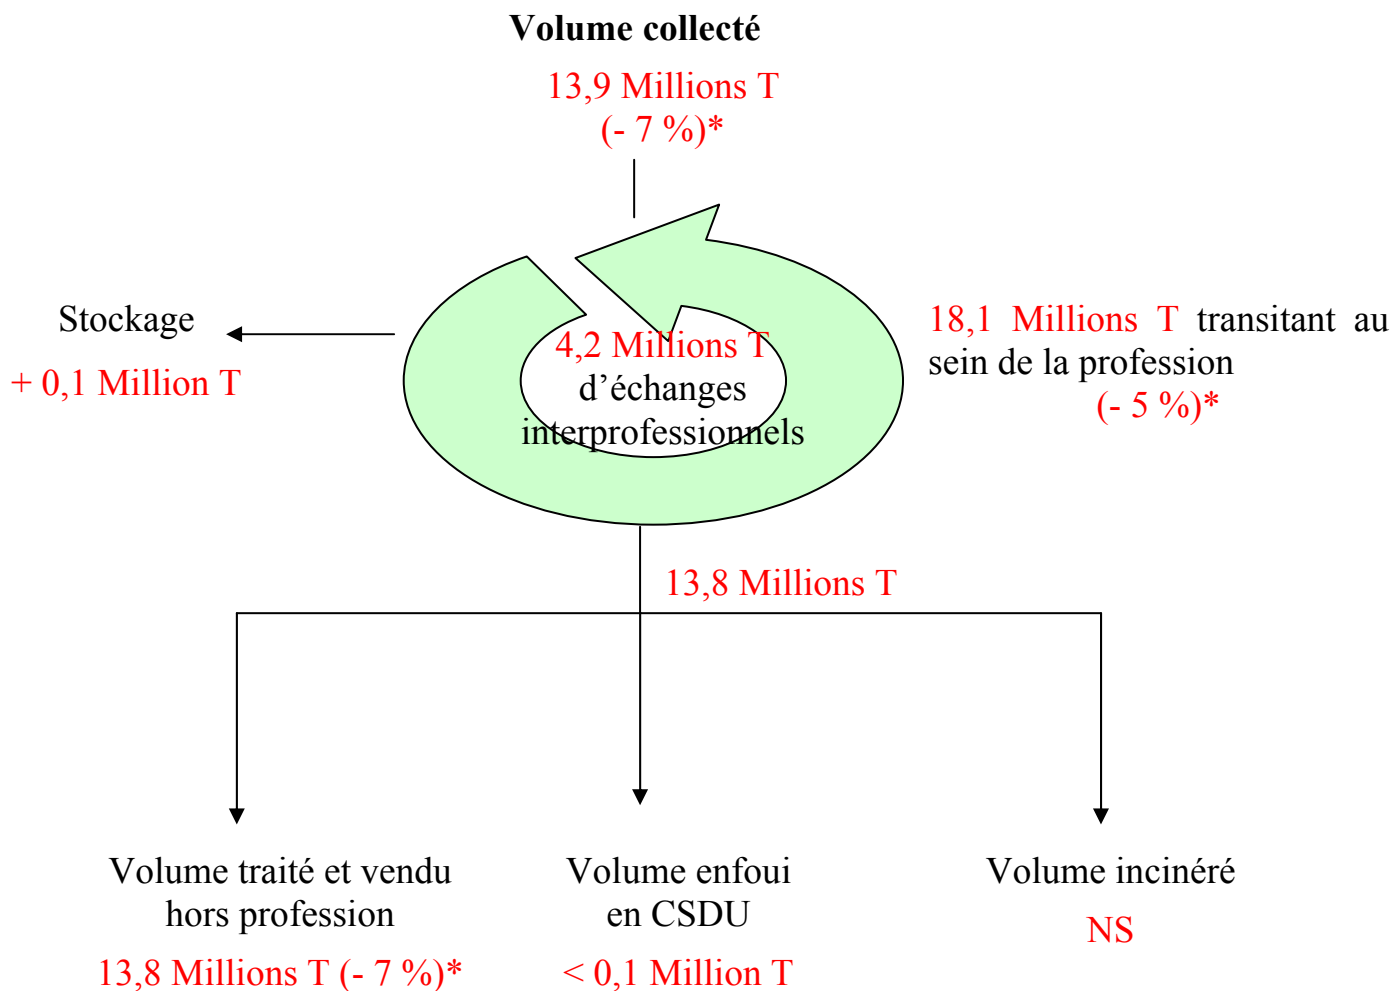 Volume collecté
13,9 Millions T
(- 7 %)*
Stockage
+ 0,1 Million T
4,2 Millions T
d’échanges
interprofessionnels
18,1 Millions T transitant au
sein de la profession
(- 5 %)*
13,8 Millions T
Volume traité et vendu
hors profession
13,8 Millions T (- 7 %)*
Volume enfoui
en CSDU
< 0,1 Million T
Volume incinéré
NS